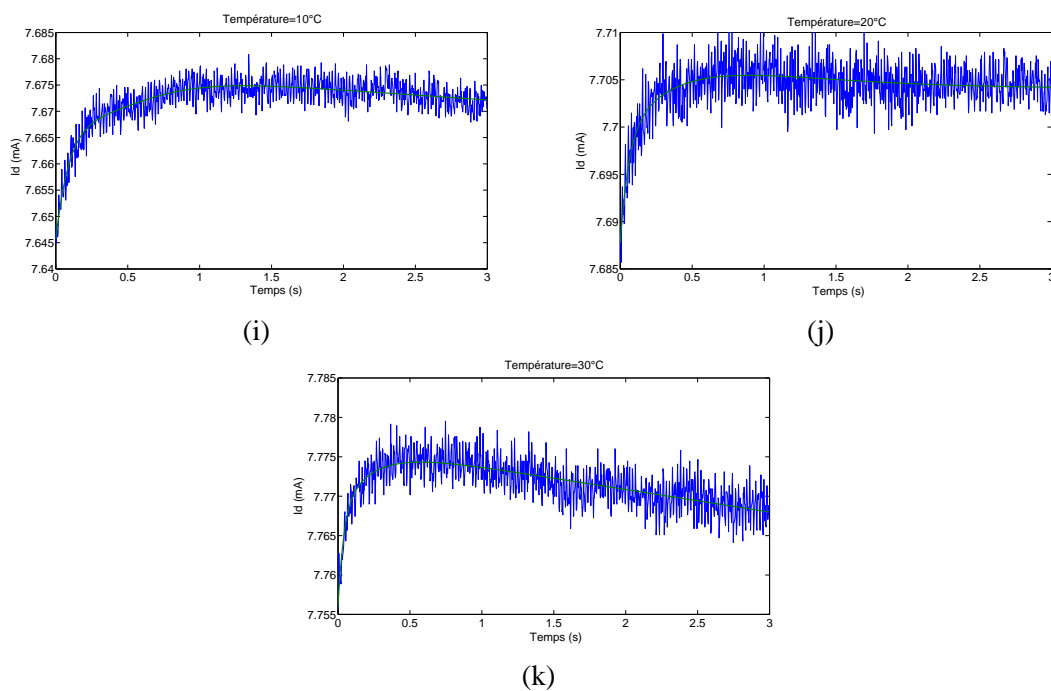 Température=10°C
7.685
7.68
7.675
7.67
7.665
7.66
7.655
7.65
7.645
7.64
Id (mA)
0 0.5 1 1.5 2 2.5 3
Temps (s)
(i)
Température=20°C
7.71
7.705
7.7
7.695
7.69
7.685
Id (mA)
0 0.5 1 1.5 2 2.5 3
Temps (s)
(j)
Température=30°C
7.785
7.78
7.775
7.77
7.765
7.76
7.755
Id (mA)
0 0.5 1 1.5 2 2.5 3
Temps (s)
(k)